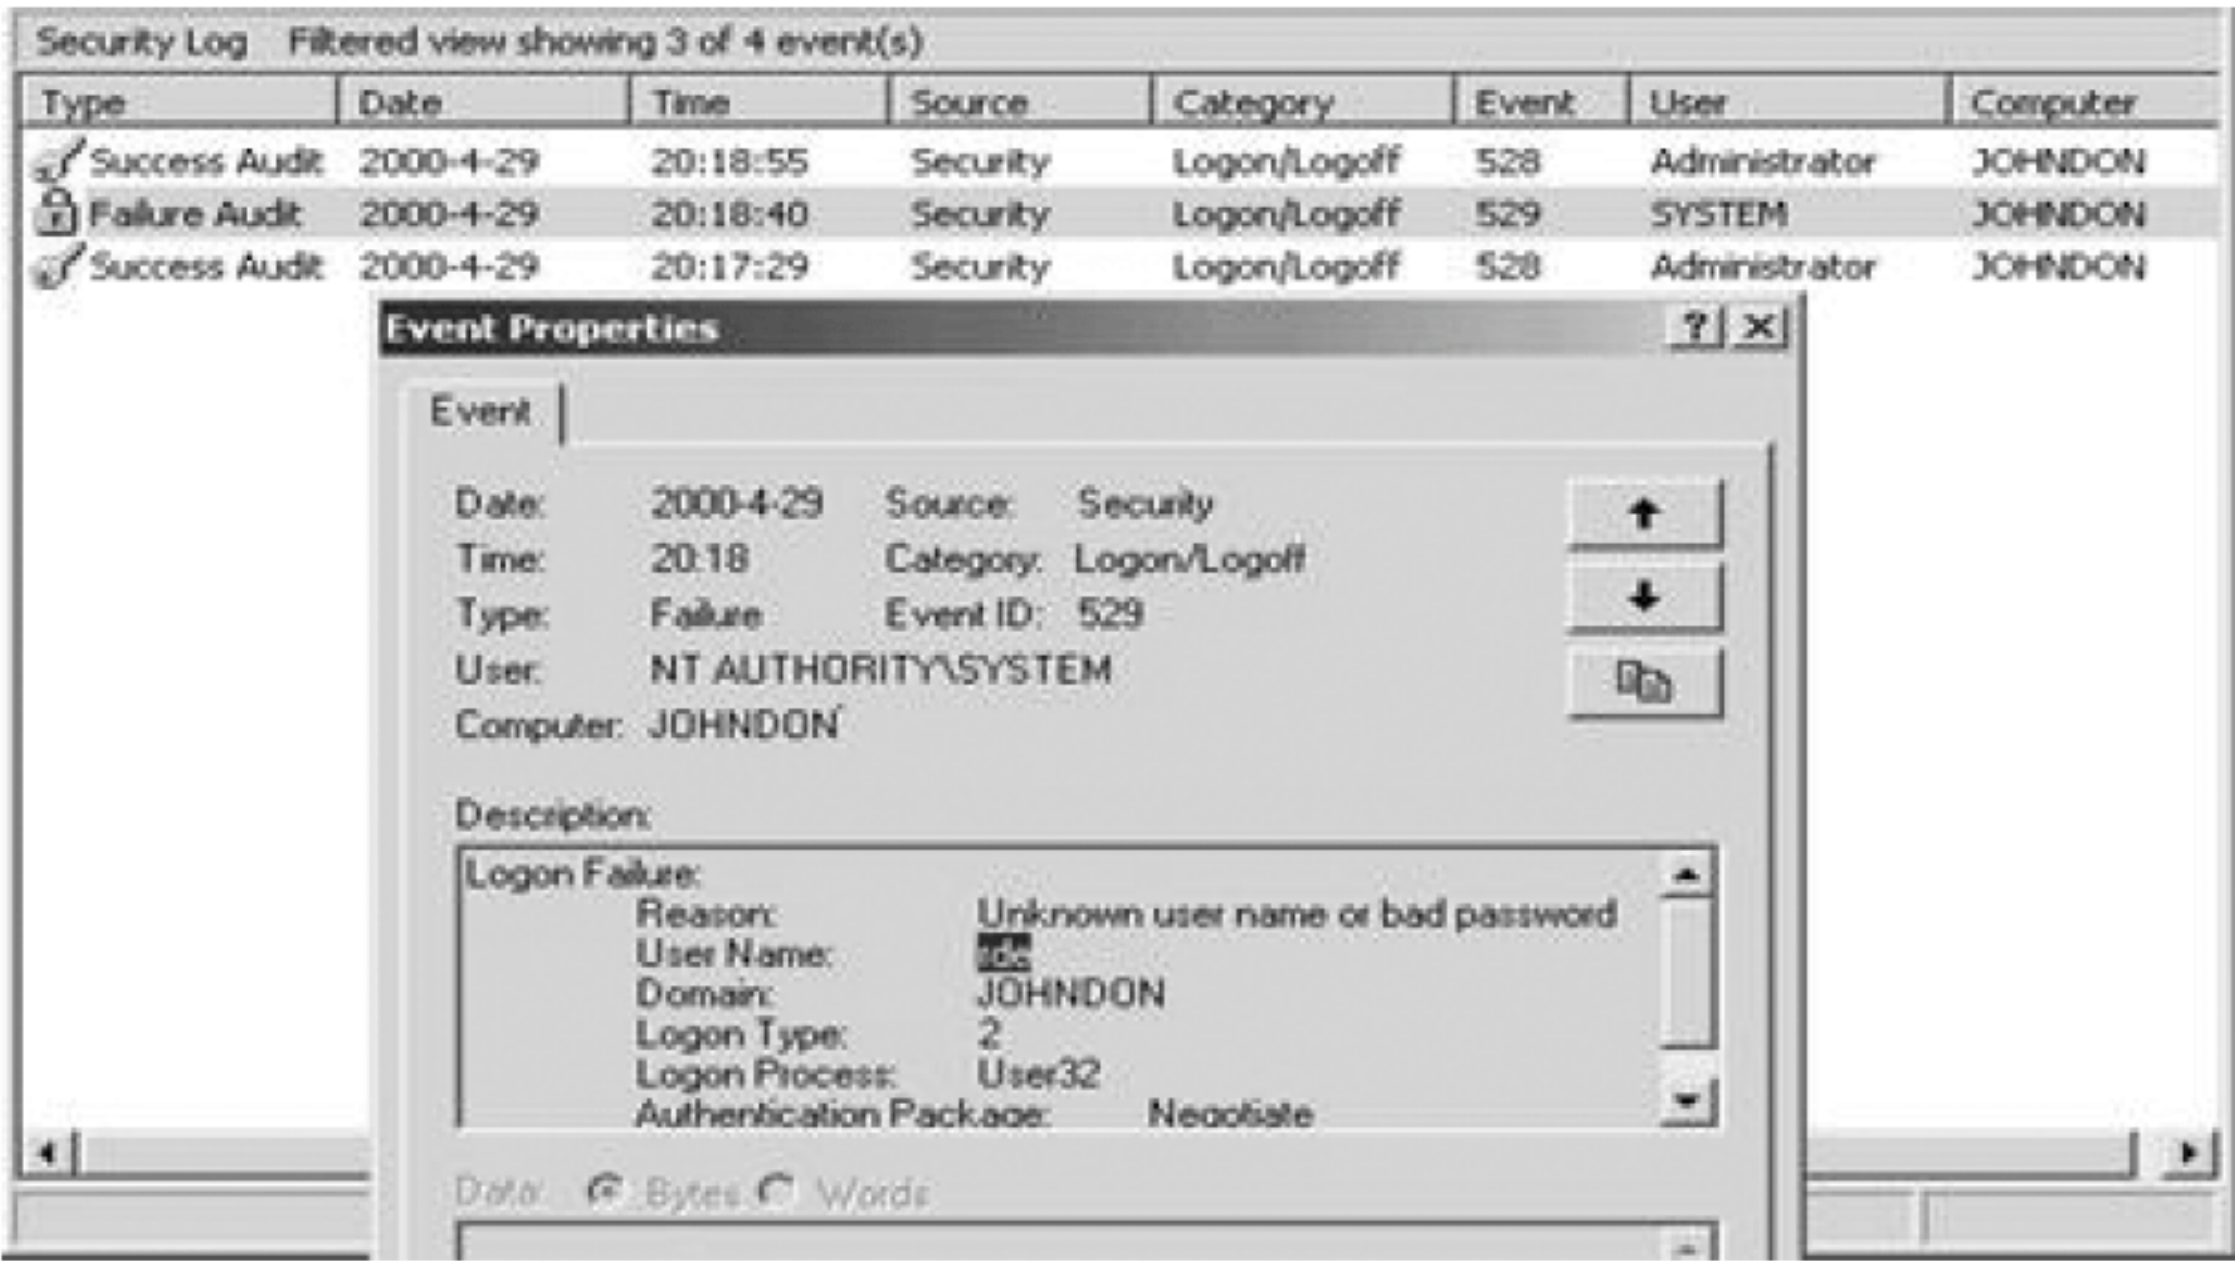 Security Log Filtered view showing 3 of 4 event(s)
Type Date Time Source Category Event User Computer
Success Audit 2000-4-29 20:18:55 Security Logon/Logoff 528 Administrator JOHNDON
Failure Audit 2000-4-29 20:18:40 Security Logon/Logoff 529 SYSTEM JOHNDON
Success Audit 2000-4-29 20:17:29 Security Logon/Logoff 528 Administrator JOHNDON
Event Properties
Event
Date: 2000-4-29 Source: Security
Time: 20:18 Category: Logon/Logoff
Type: Failure Event ID: 529
User: NT AUTHORITY\SYSTEM
Computer: JOHNDON
Description:
Logon Failure:
Reason: Unknown user name or bad password
User Name:
Domain: JOHNDON
Logon Type: 2
Logon Process: User32
Authentication Package: Negotiate
Data: Bytes Words